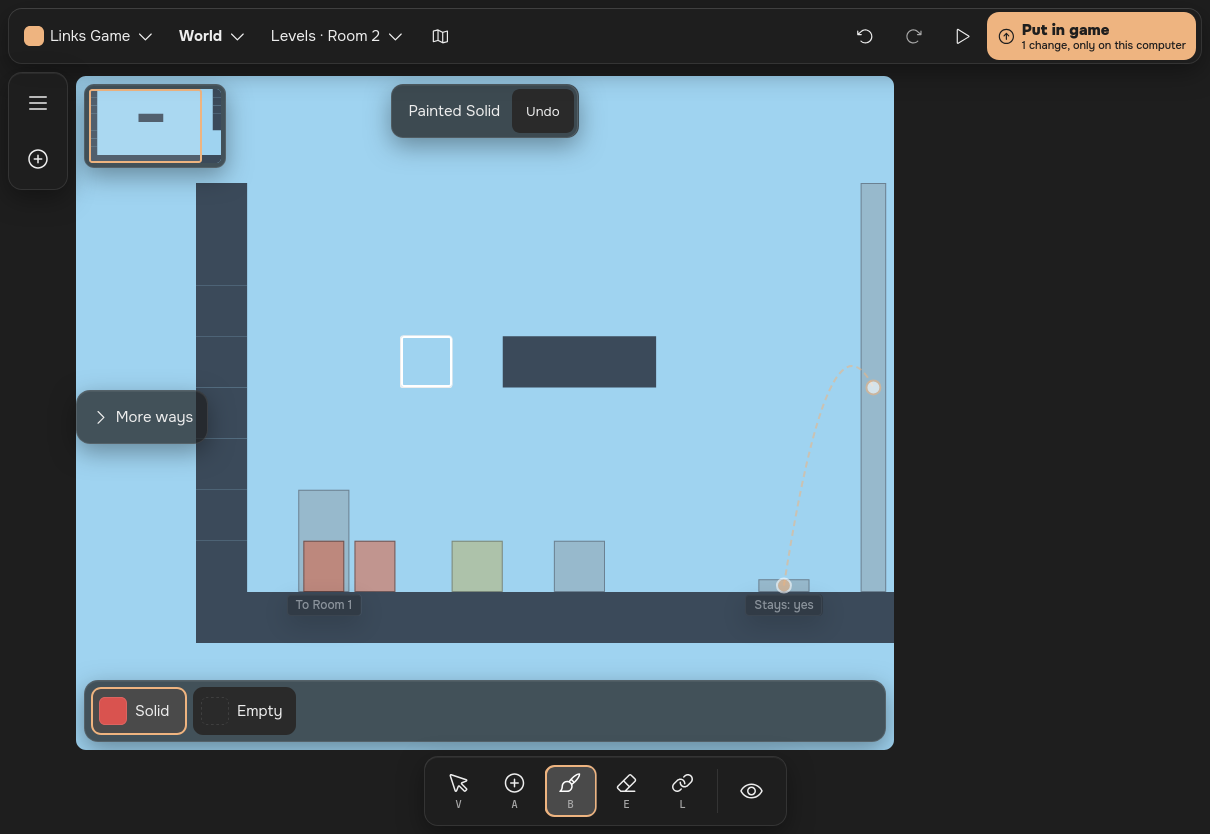 Links Game
World
Levels · Room 2
Put in game
1 change, only on this computer
Painted Solid
Undo
More ways
To Room 1
Stays: yes
Solid
Empty
V
A
B
E
L